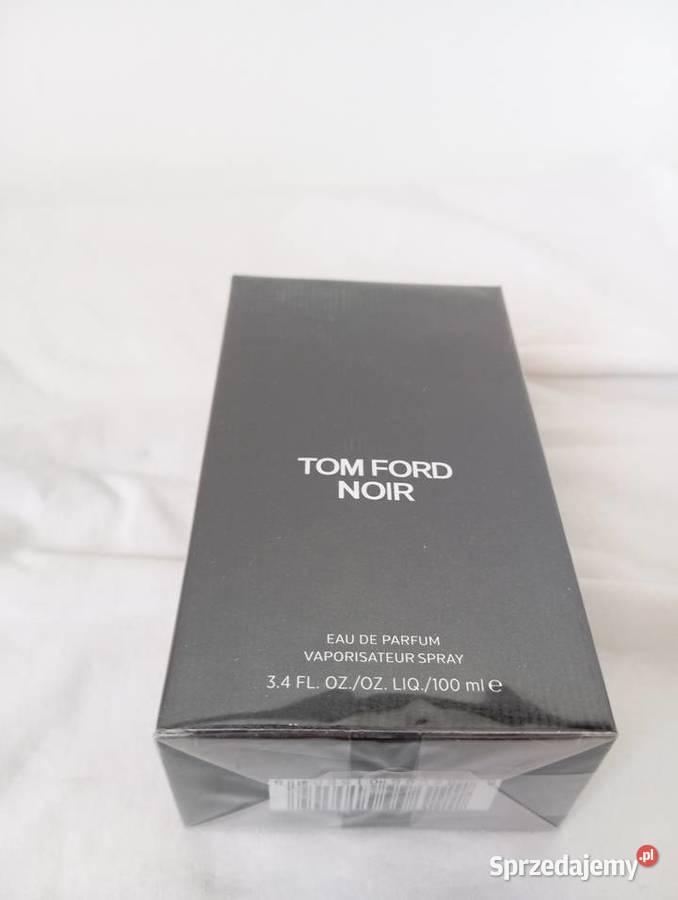 TOM FORD
NOIR
EAU DE PARFUM
VAPORISATEUR SPRAY
3.4 FL. OZ./OZ. LIQ./100 ml ℮
Sprzedajemy.pl